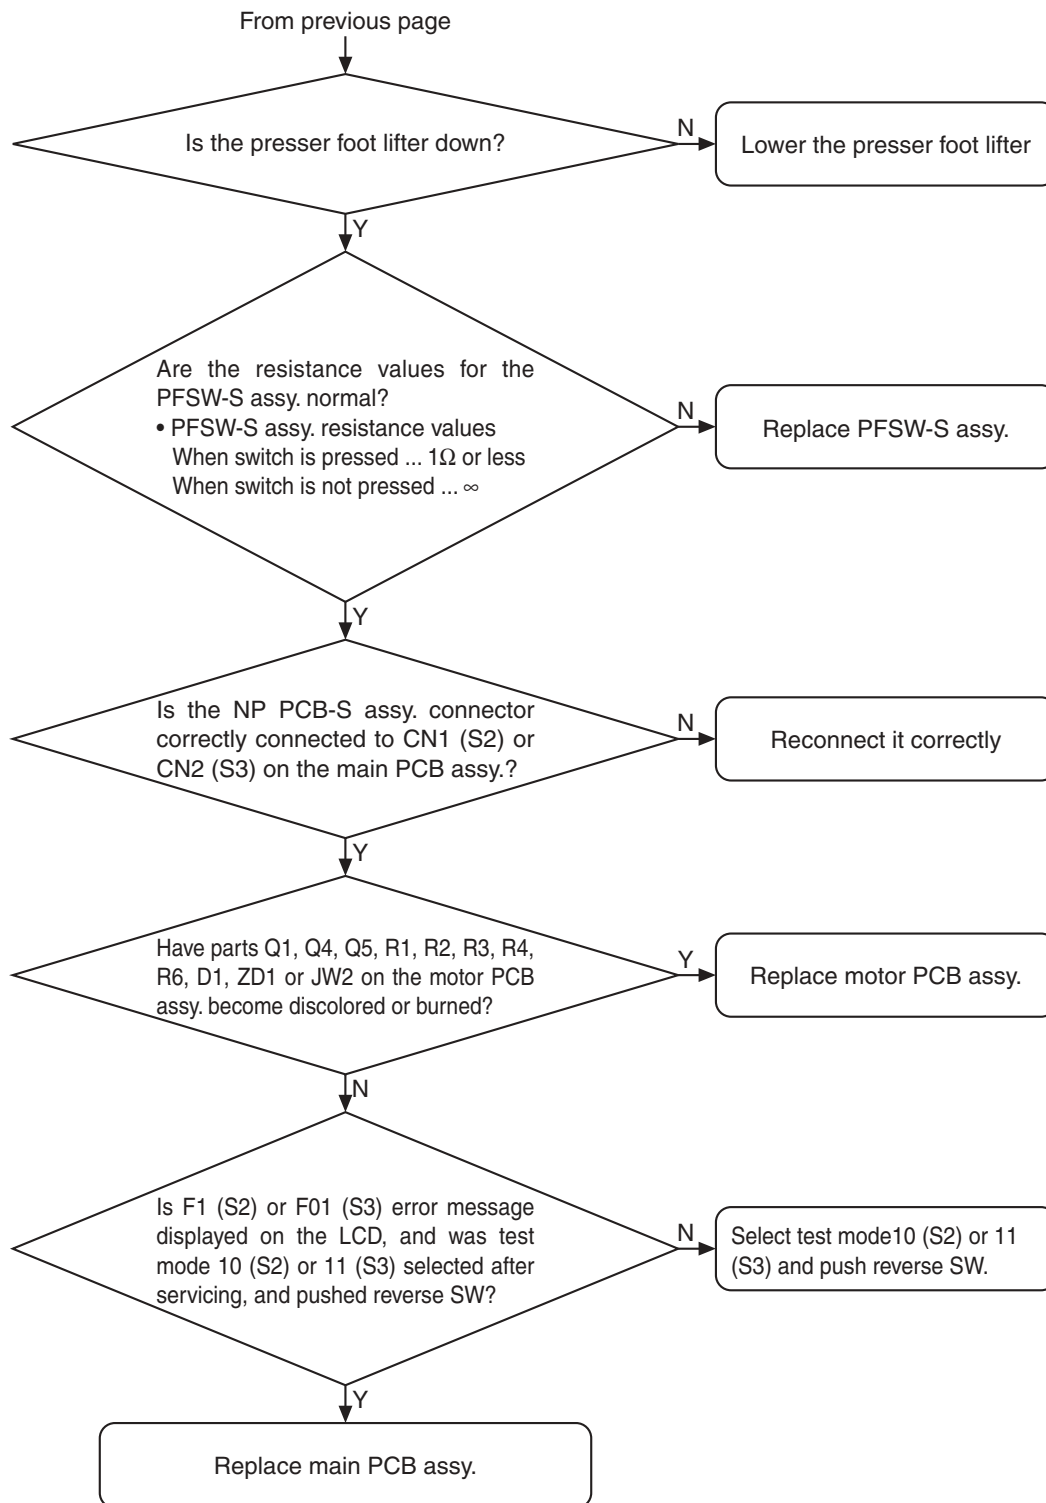 From previous page
Is the presser foot lifter down?
N
Lower the presser foot lifter
Y
Are the resistance values for the
PFSW-S assy. normal?
• PFSW-S assy. resistance values
When switch is pressed ... 1Ω or less
When switch is not pressed ... ∞
N
Replace PFSW-S assy.
Y
Is the NP PCB-S assy. connector
correctly connected to CN1 (S2) or
CN2 (S3) on the main PCB assy.?
N
Reconnect it correctly
Y
Have parts Q1, Q4, Q5, R1, R2, R3, R4,
R6, D1, ZD1 or JW2 on the motor PCB
assy. become discolored or burned?
Y
Replace motor PCB assy.
N
Is F1 (S2) or F01 (S3) error message
displayed on the LCD, and was test
mode 10 (S2) or 11 (S3) selected after
servicing, and pushed reverse SW?
N
Select test mode10 (S2) or 11
(S3) and push reverse SW.
Y
Replace main PCB assy.